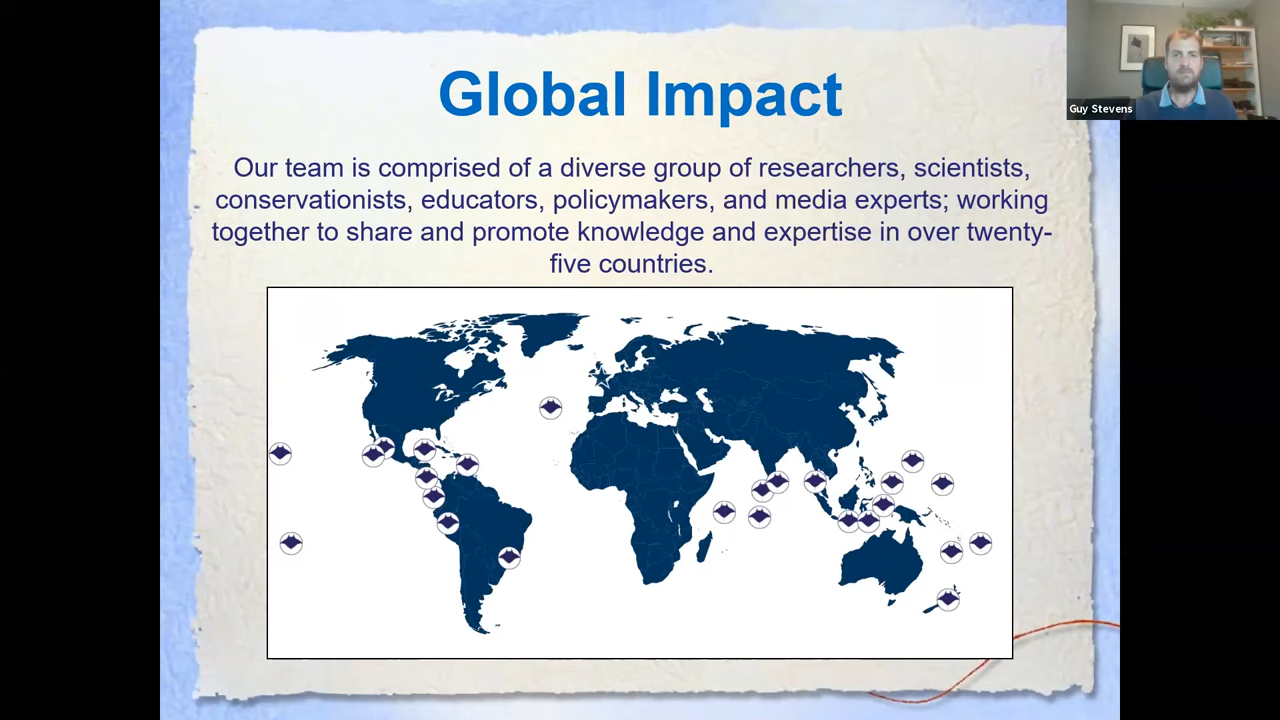 Global Impact
Our team is comprised of a diverse group of researchers, scientists,
conservationists, educators, policymakers, and media experts; working
together to share and promote knowledge and expertise in over twenty-
five countries.
Guy Stevens